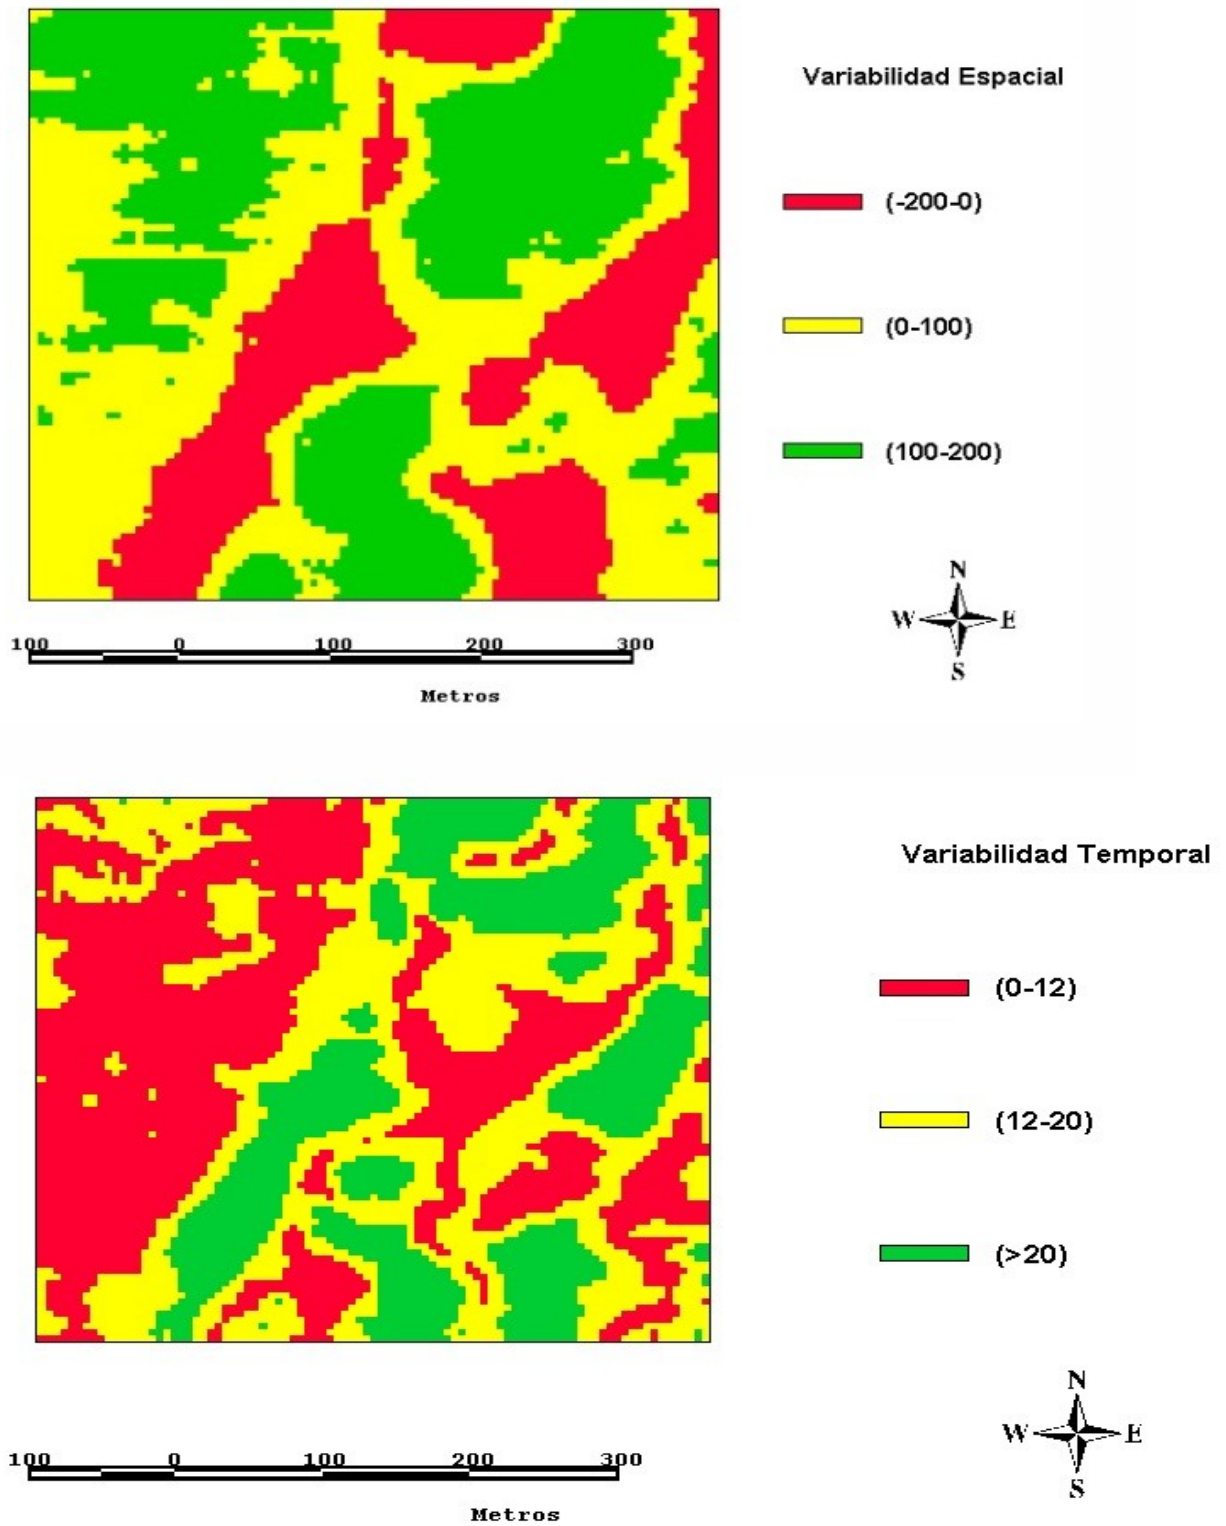 Variabilidad Espacial
(-200-0)
(0-100)
(100-200)
N
W E
S
100 0 100 200 300
Metros
Variabilidad Temporal
(0-12)
(12-20)
(>20)
N
W E
S
100 0 100 200 300
Metros